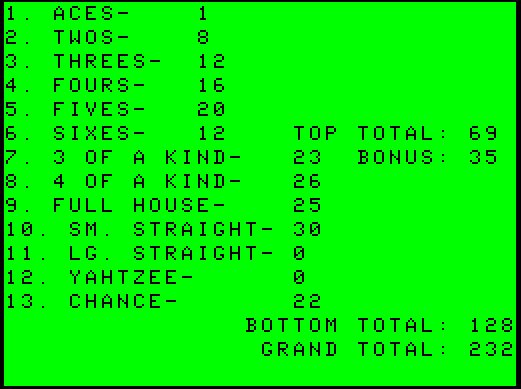 1. ACES- 1
2. TWOS- 8
3. THREES- 12
4. FOURS- 16
5. FIVES- 20
6. SIXES- 12 TOP TOTAL: 69
7. 3 OF A KIND- 23 BONUS: 35
8. 4 OF A KIND- 26
9. FULL HOUSE- 25
10. SM. STRAIGHT- 30
11. LG. STRAIGHT- 0
12. YAHTZEE- 0
13. CHANCE- 22
BOTTOM TOTAL: 128
GRAND TOTAL: 232